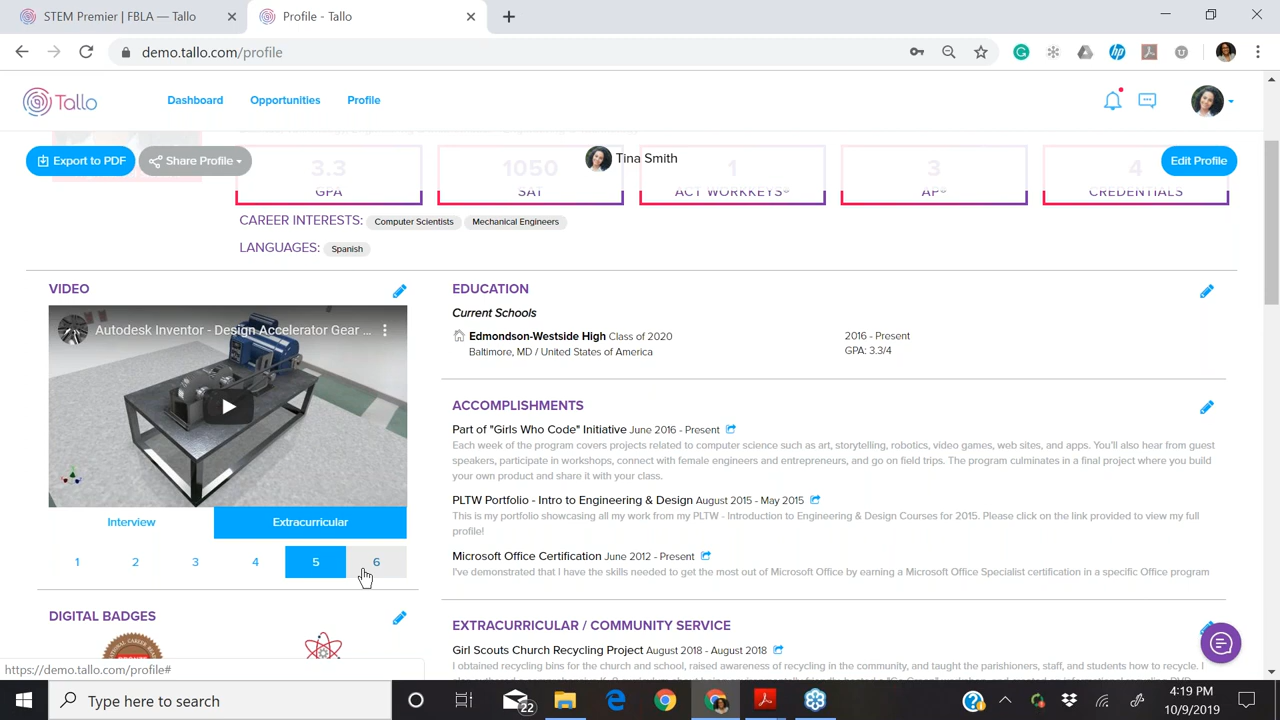 STEM Premier | FBLA — Tallo
Profile - Tallo
demo.tallo.com/profile
Tallo
Dashboard
Opportunities
Profile
Export to PDF
Share Profile
Tina Smith
Edit Profile
3.3
GPA
1050
SAT
1
ACT WORKKEYS®
3
AP®
4
CREDENTIALS
CAREER INTERESTS: Computer Scientists Mechanical Engineers
LANGUAGES: Spanish
VIDEO
Autodesk Inventor - Design Accelerator Gear ...
Interview
Extracurricular
1 2 3 4 5 6
DIGITAL BADGES
EDUCATION
Current Schools
Edmondson-Westside High Class of 2020
2016 - Present
Baltimore, MD / United States of America
GPA: 3.3/4
ACCOMPLISHMENTS
Part of "Girls Who Code" Initiative June 2016 - Present
Each week of the program covers projects related to computer science such as art, storytelling, robotics, video games, web sites, and apps. You'll also hear from guest
speakers, participate in workshops, connect with female engineers and entrepreneurs, and go on field trips. The program culminates in a final project where you build
your own product and share it with your class.
PLTW Portfolio - Intro to Engineering & Design August 2015 - May 2015
This is my portfolio showcasing all my work from my PLTW - Introduction to Engineering & Design Courses for 2015. Please click on the link provided to view my full
profile!
Microsoft Office Certification June 2012 - Present
I've demonstrated that I have the skills needed to get the most out of Microsoft Office by earning a Microsoft Office Specialist certification in a specific Office program
EXTRACURRICULAR / COMMUNITY SERVICE
Girl Scouts Church Recycling Project August 2018 - August 2018
I obtained recycling bins for the church and school, raised awareness of recycling in the community, and taught the parishioners, staff, and students how to recycle. I
https://demo.tallo.com/profile#
Type here to search
22
4:19 PM
10/9/2019